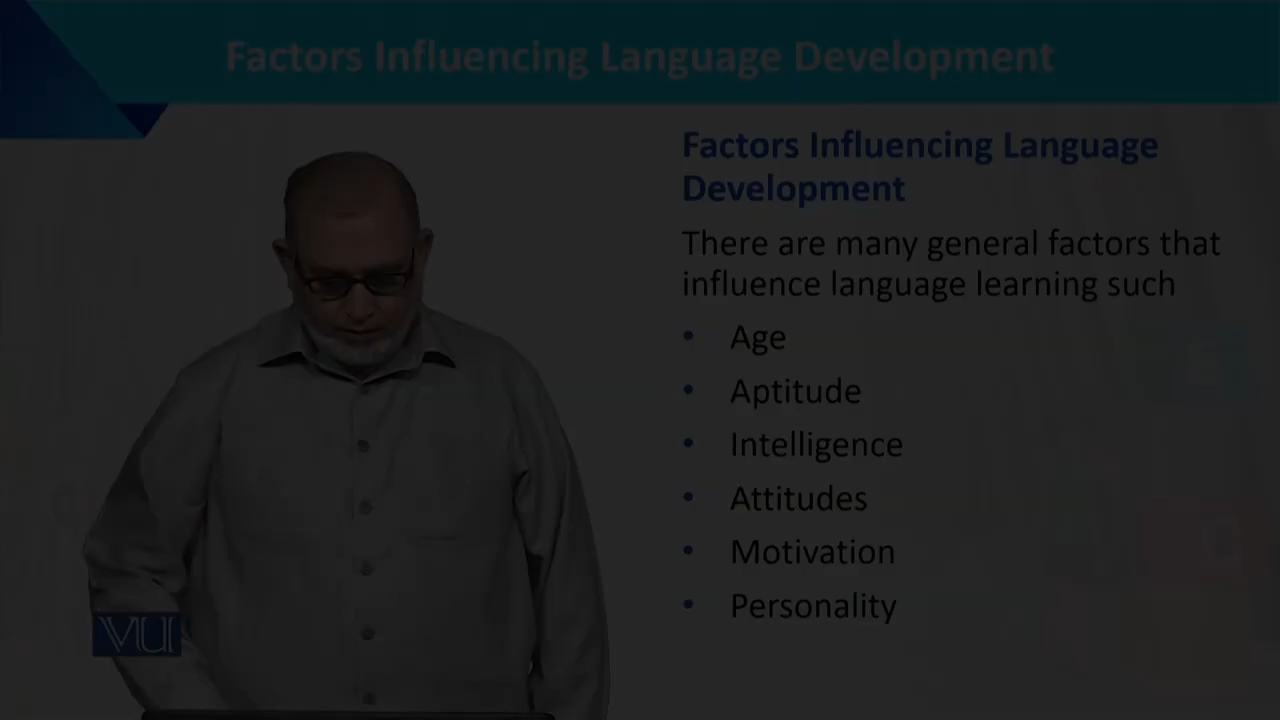 Factors Influencing Language Development
Factors Influencing Language
Development
There are many general factors that
influence language learning such
• Age
• Aptitude
• Intelligence
• Attitudes
• Motivation
• Personality
VU